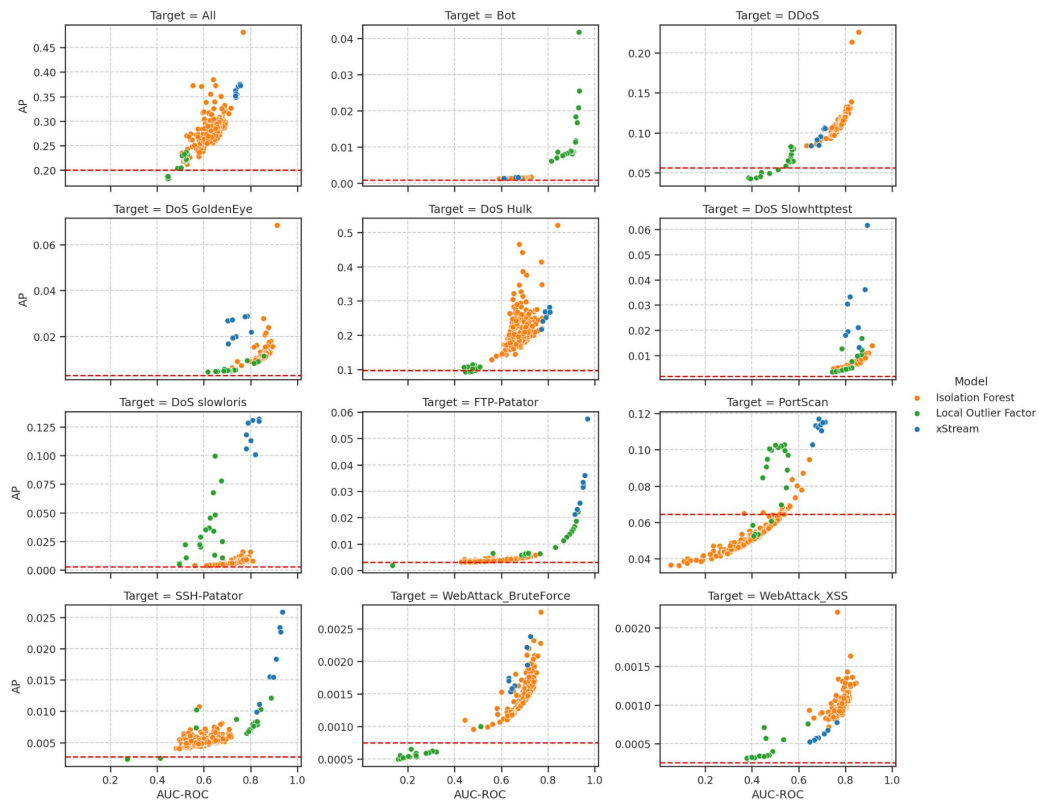 Target = All
Target = Bot
Target = DDoS
AP
0.45
0.40
0.35
0.30
0.25
0.20
0.04
0.03
0.02
0.01
0.00
0.20
0.15
0.10
0.05
Target = DoS GoldenEye
Target = DoS Hulk
Target = DoS Slowhttptest
AP
0.06
0.04
0.02
0.5
0.4
0.3
0.2
0.1
0.06
0.05
0.04
0.03
0.02
0.01
Target = DoS slowloris
Target = FTP-Patator
Target = PortScan
AP
0.125
0.100
0.075
0.050
0.025
0.000
0.06
0.05
0.04
0.03
0.02
0.01
0.00
0.12
0.10
0.08
0.06
0.04
Model
Isolation Forest
Local Outlier Factor
xStream
Target = SSH-Patator
Target = WebAttack_BruteForce
Target = WebAttack_XSS
AP
0.025
0.020
0.015
0.010
0.005
0.0025
0.0020
0.0015
0.0010
0.0005
0.0020
0.0015
0.0010
0.0005
0.2 0.4 0.6 0.8 1.0
0.2 0.4 0.6 0.8 1.0
0.2 0.4 0.6 0.8 1.0
AUC-ROC
AUC-ROC
AUC-ROC